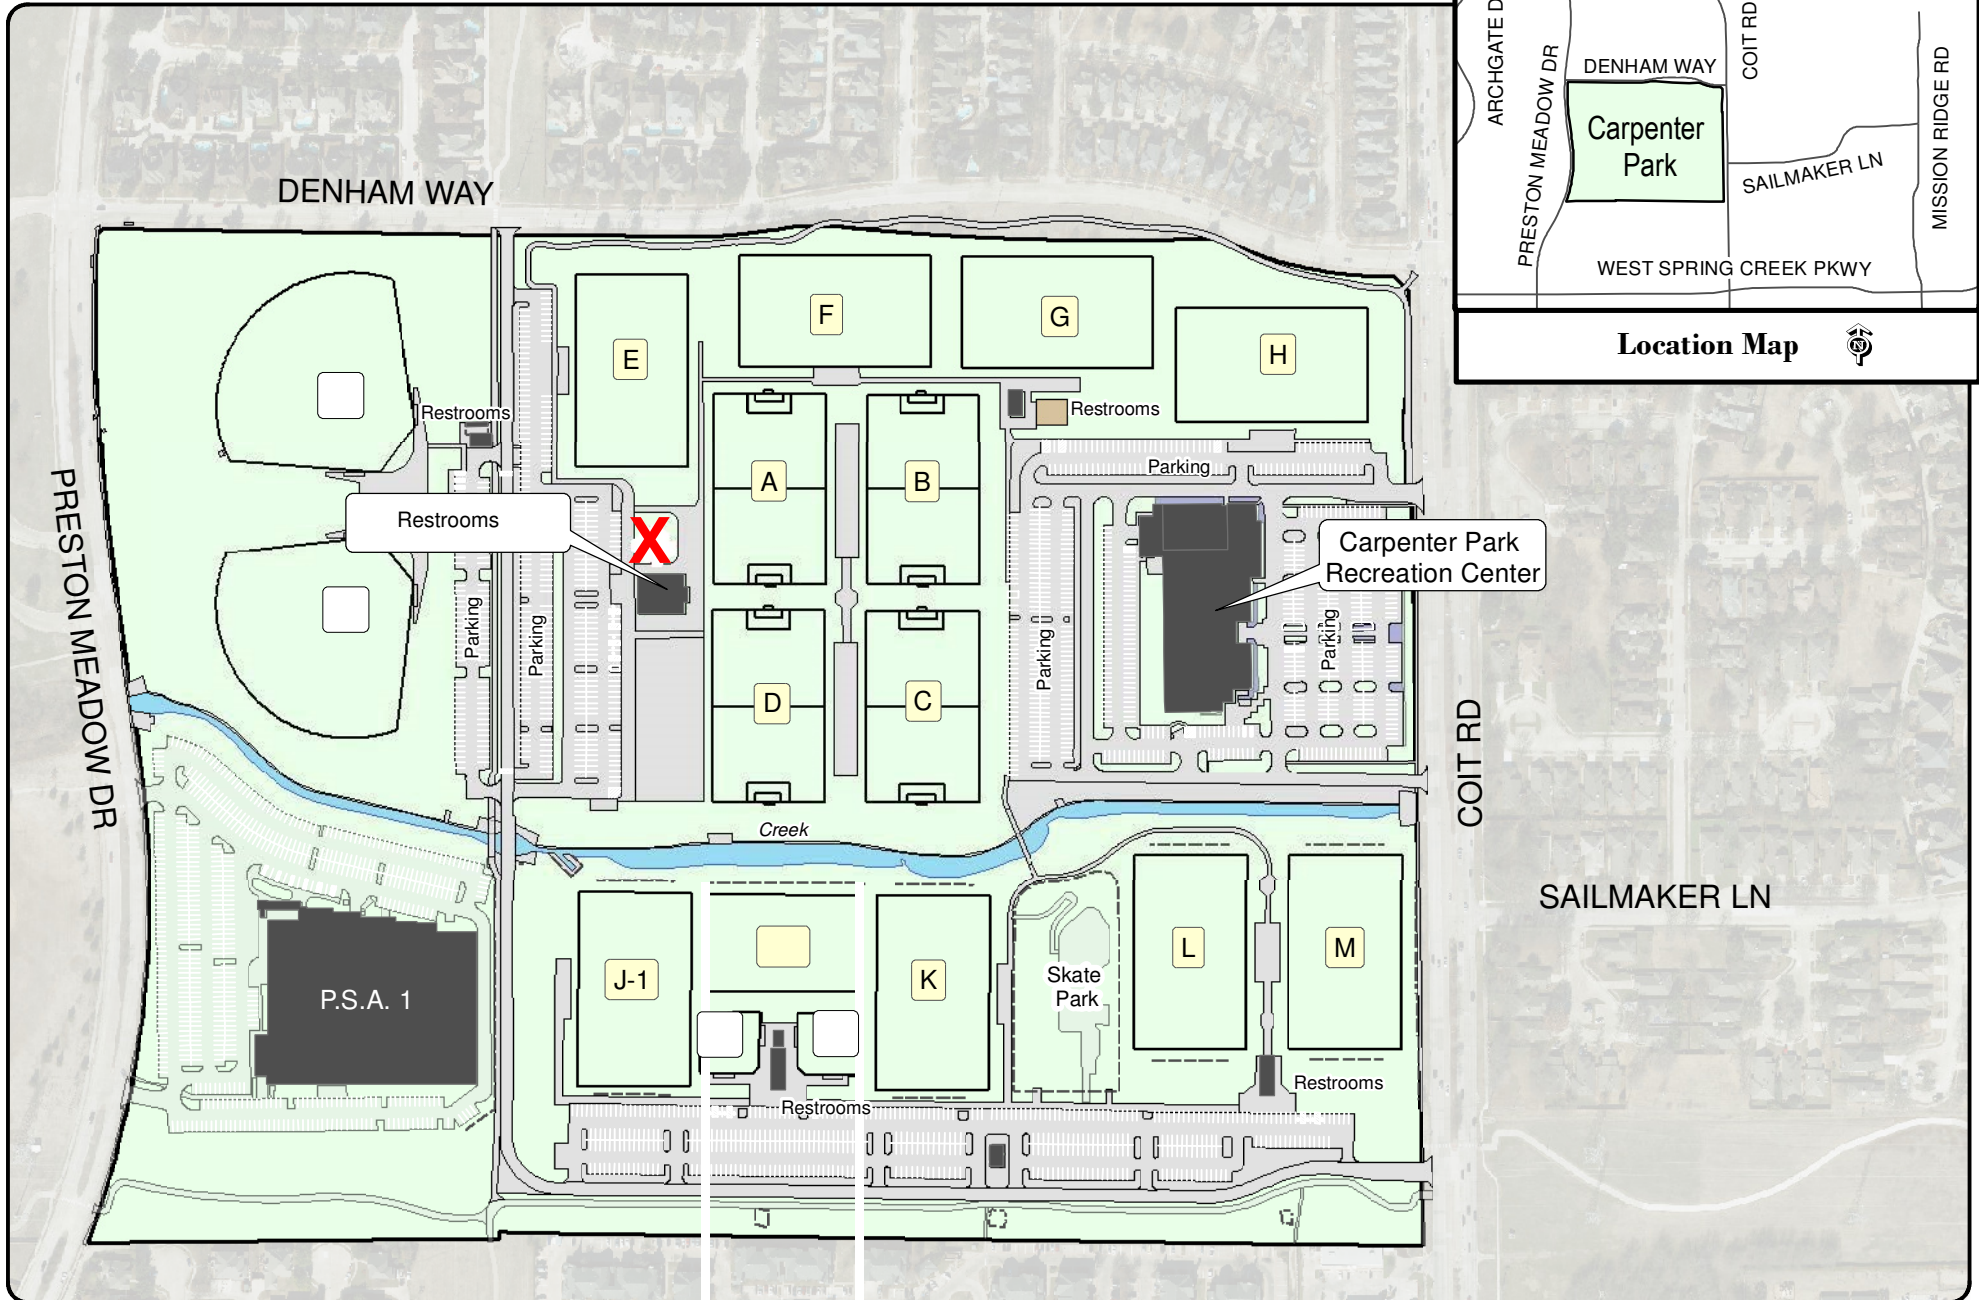 ARCHGATE D
PRESTON MEADOW DR
DENHAM WAY
COIT RD
MISSION RIDGE RD
Carpenter
Park
SAILMAKER LN
WEST SPRING CREEK PKWY
Location Map
N
DENHAM WAY
F
G
E
H
Restrooms
Restrooms
Parking
A
B
Restrooms
X
Carpenter Park
Recreation Center
PRESTON MEADOW DR
Parking
Parking
Parking
Parking
D
C
COIT RD
Creek
SAILMAKER LN
J-1
K
Skate
Park
L
M
P.S.A. 1
Restrooms
Restrooms